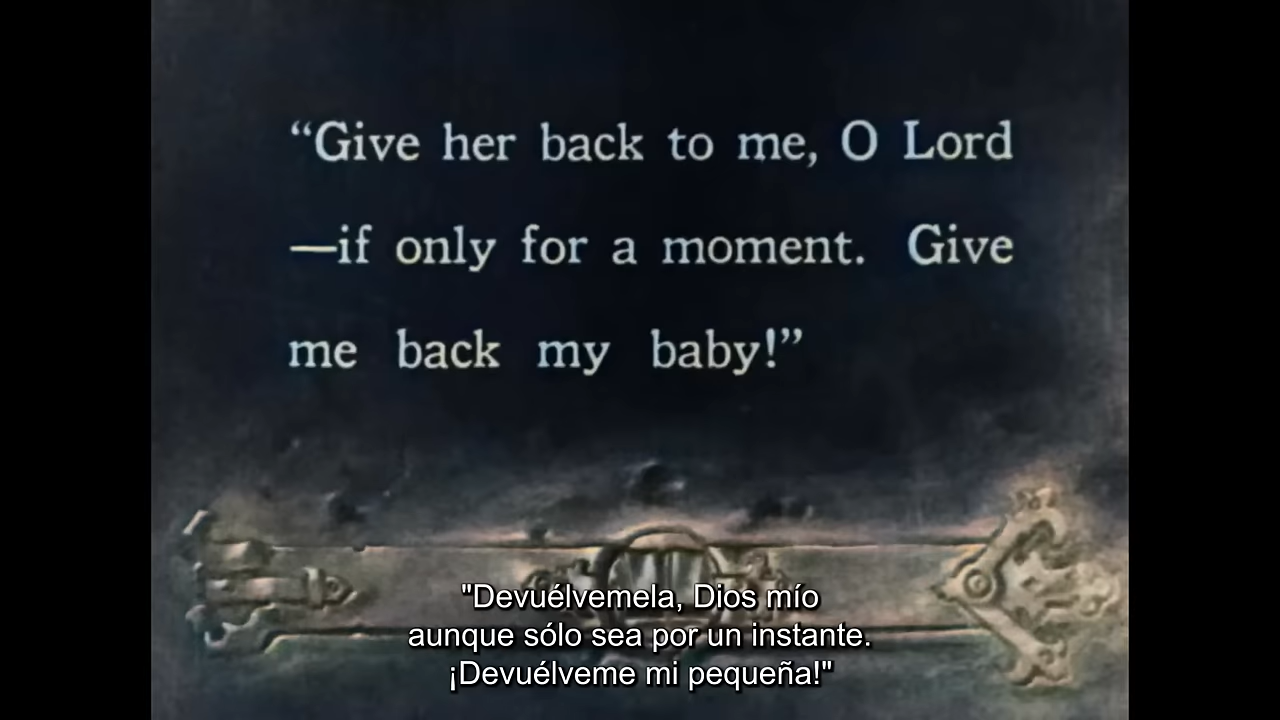 “Give her back to me, O Lord
—if only for a moment. Give
me back my baby!”
"Devuélvemela, Dios mío
aunque sólo sea por un instante.
¡Devuélveme mi pequeña!"